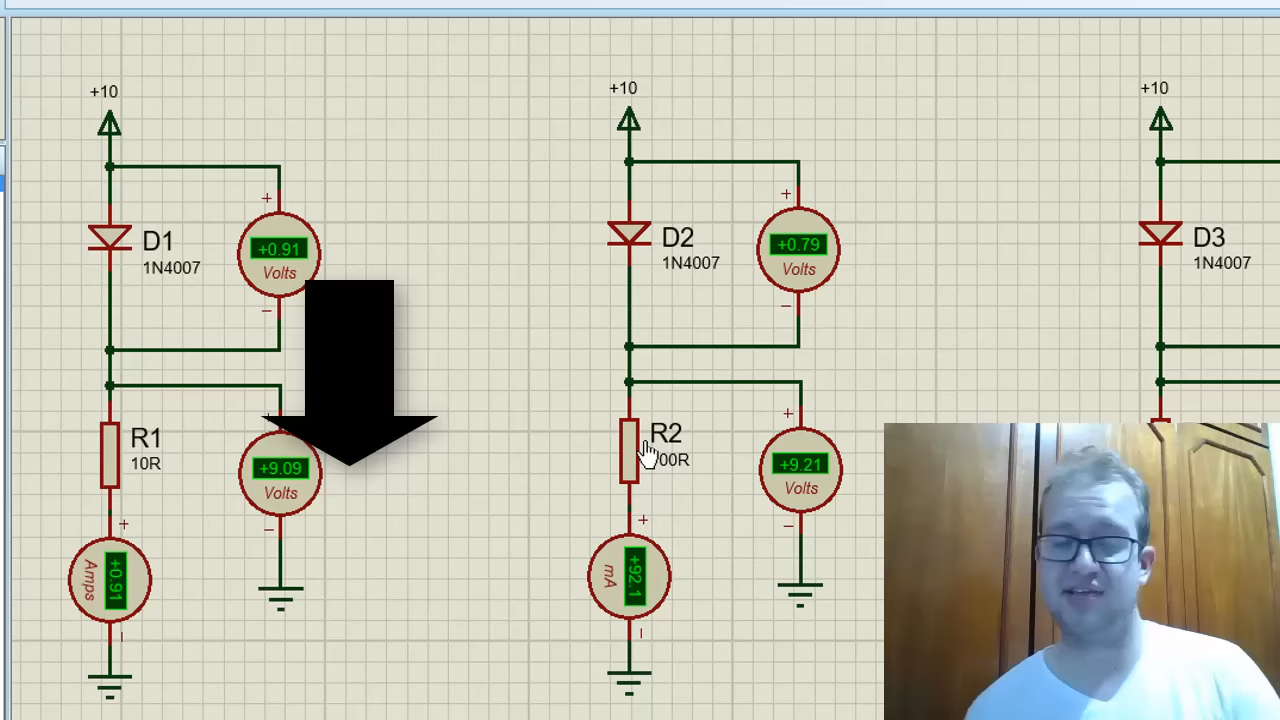 +10
D1
1N4007
+
+0.91
Volts
−
R1
10R
+9.09
Volts
−
+
Amps
+0.91
−
+10
D2
1N4007
+
+0.79
Volts
−
R2
00R
+
+9.21
Volts
−
+
mA
+92.1
−
+10
D3
1N4007